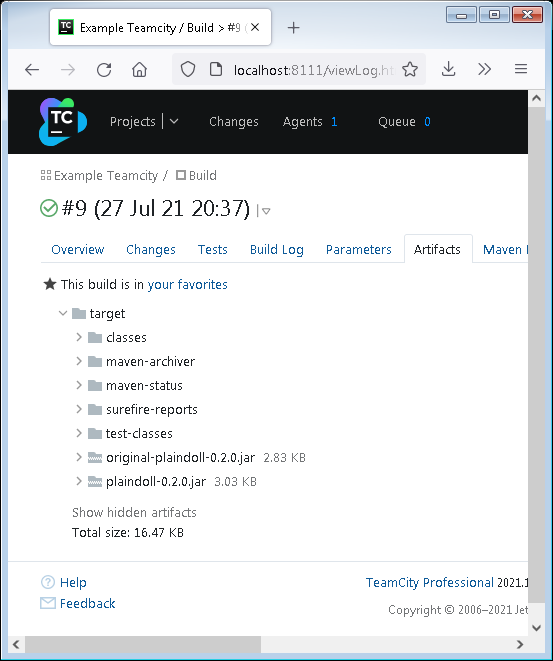 Example Teamcity / Build > #9 (
localhost:8111/viewLog.ht
TC
Projects Changes Agents 1 Queue 0
Example Teamcity / Build
#9 (27 Jul 21 20:37)
Overview Changes Tests Build Log Parameters Artifacts Maven
This build is in your favorites
target
classes
maven-archiver
maven-status
surefire-reports
test-classes
original-plaindoll-0.2.0.jar 2.83 KB
plaindoll-0.2.0.jar 3.03 KB
Show hidden artifacts
Total size: 16.47 KB
Help TeamCity Professional 2021.1
Feedback Copyright © 2006–2021 Jet